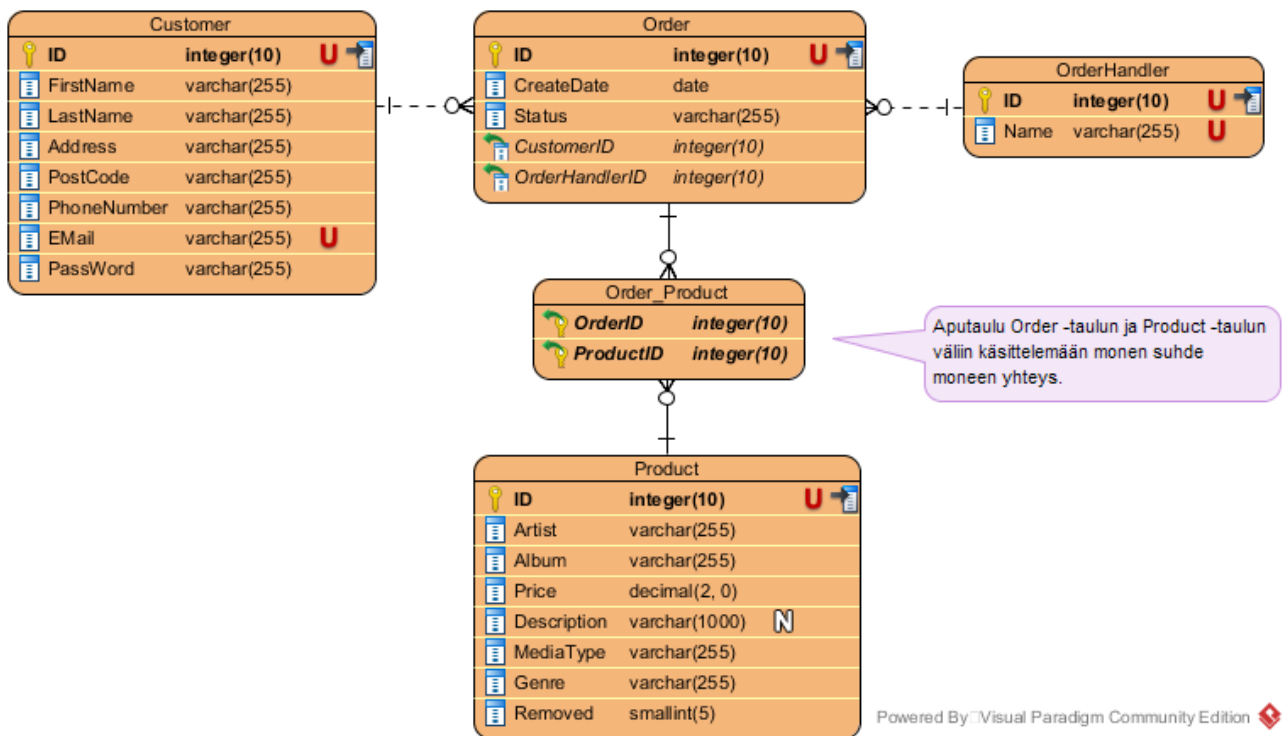 Customer
ID integer(10) U
FirstName varchar(255)
LastName varchar(255)
Address varchar(255)
PostCode varchar(255)
PhoneNumber varchar(255)
EMail varchar(255) U
PassWord varchar(255)
Order
ID integer(10) U
CreateDate date
Status varchar(255)
CustomerID integer(10)
OrderHandlerID integer(10)
OrderHandler
ID integer(10) U
Name varchar(255) U
Order_Product
OrderID integer(10)
ProductID integer(10)
Aputaulu Order -taulun ja Product -taulun
väliin käsittelemään monen suhde
moneen yhteys.
Product
ID integer(10) U
Artist varchar(255)
Album varchar(255)
Price decimal(2, 0)
Description varchar(1000) N
MediaType varchar(255)
Genre varchar(255)
Removed smallint(5)
Powered By Visual Paradigm Community Edition